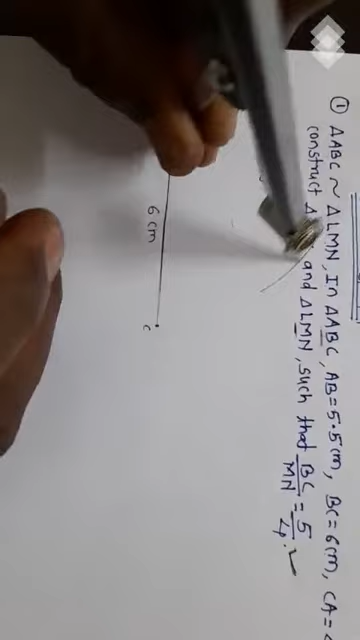 ① ΔABC ~ ΔLMN, In ΔABC, AB=5.5cm, BC=6cm, CA=
construct Δ and ΔLMN, such that BC/MN = 5/4.
6 cm
C